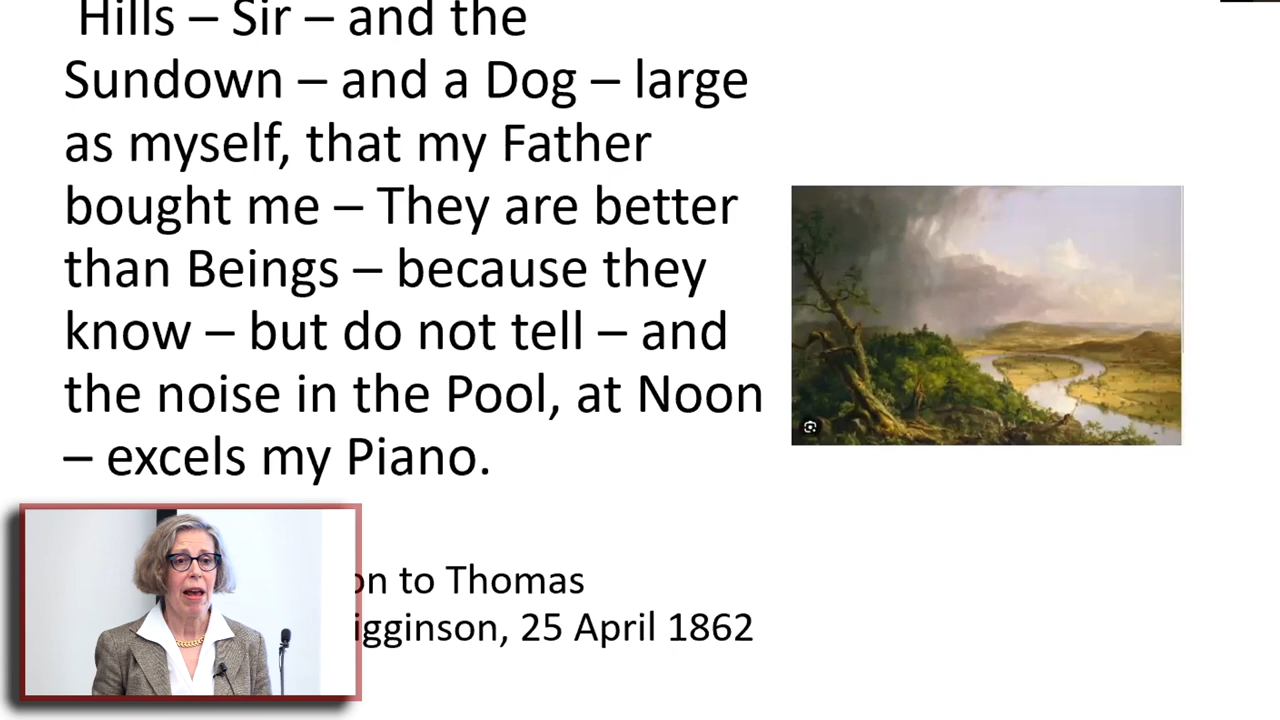 Hills – Sir – and the
Sundown – and a Dog – large
as myself, that my Father
bought me – They are better
than Beings – because they
know – but do not tell – and
the noise in the Pool, at Noon
– excels my Piano.
on to Thomas
igginson, 25 April 1862